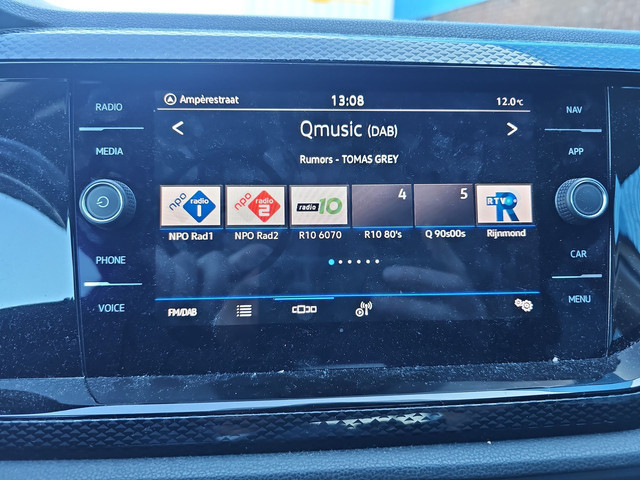 RADIO
MEDIA
PHONE
VOICE
Ampèrestraat 13:08 12.0°C
< Qmusic (DAB) >
Rumors - TOMAS GREY
npo radio 1
npo radio 2
radio 10
4
5
RTV R
NPO Rad1 NPO Rad2 R10 6070 R10 80's Q 90s00s Rijnmond
FM/DAB
NAV
APP
CAR
MENU